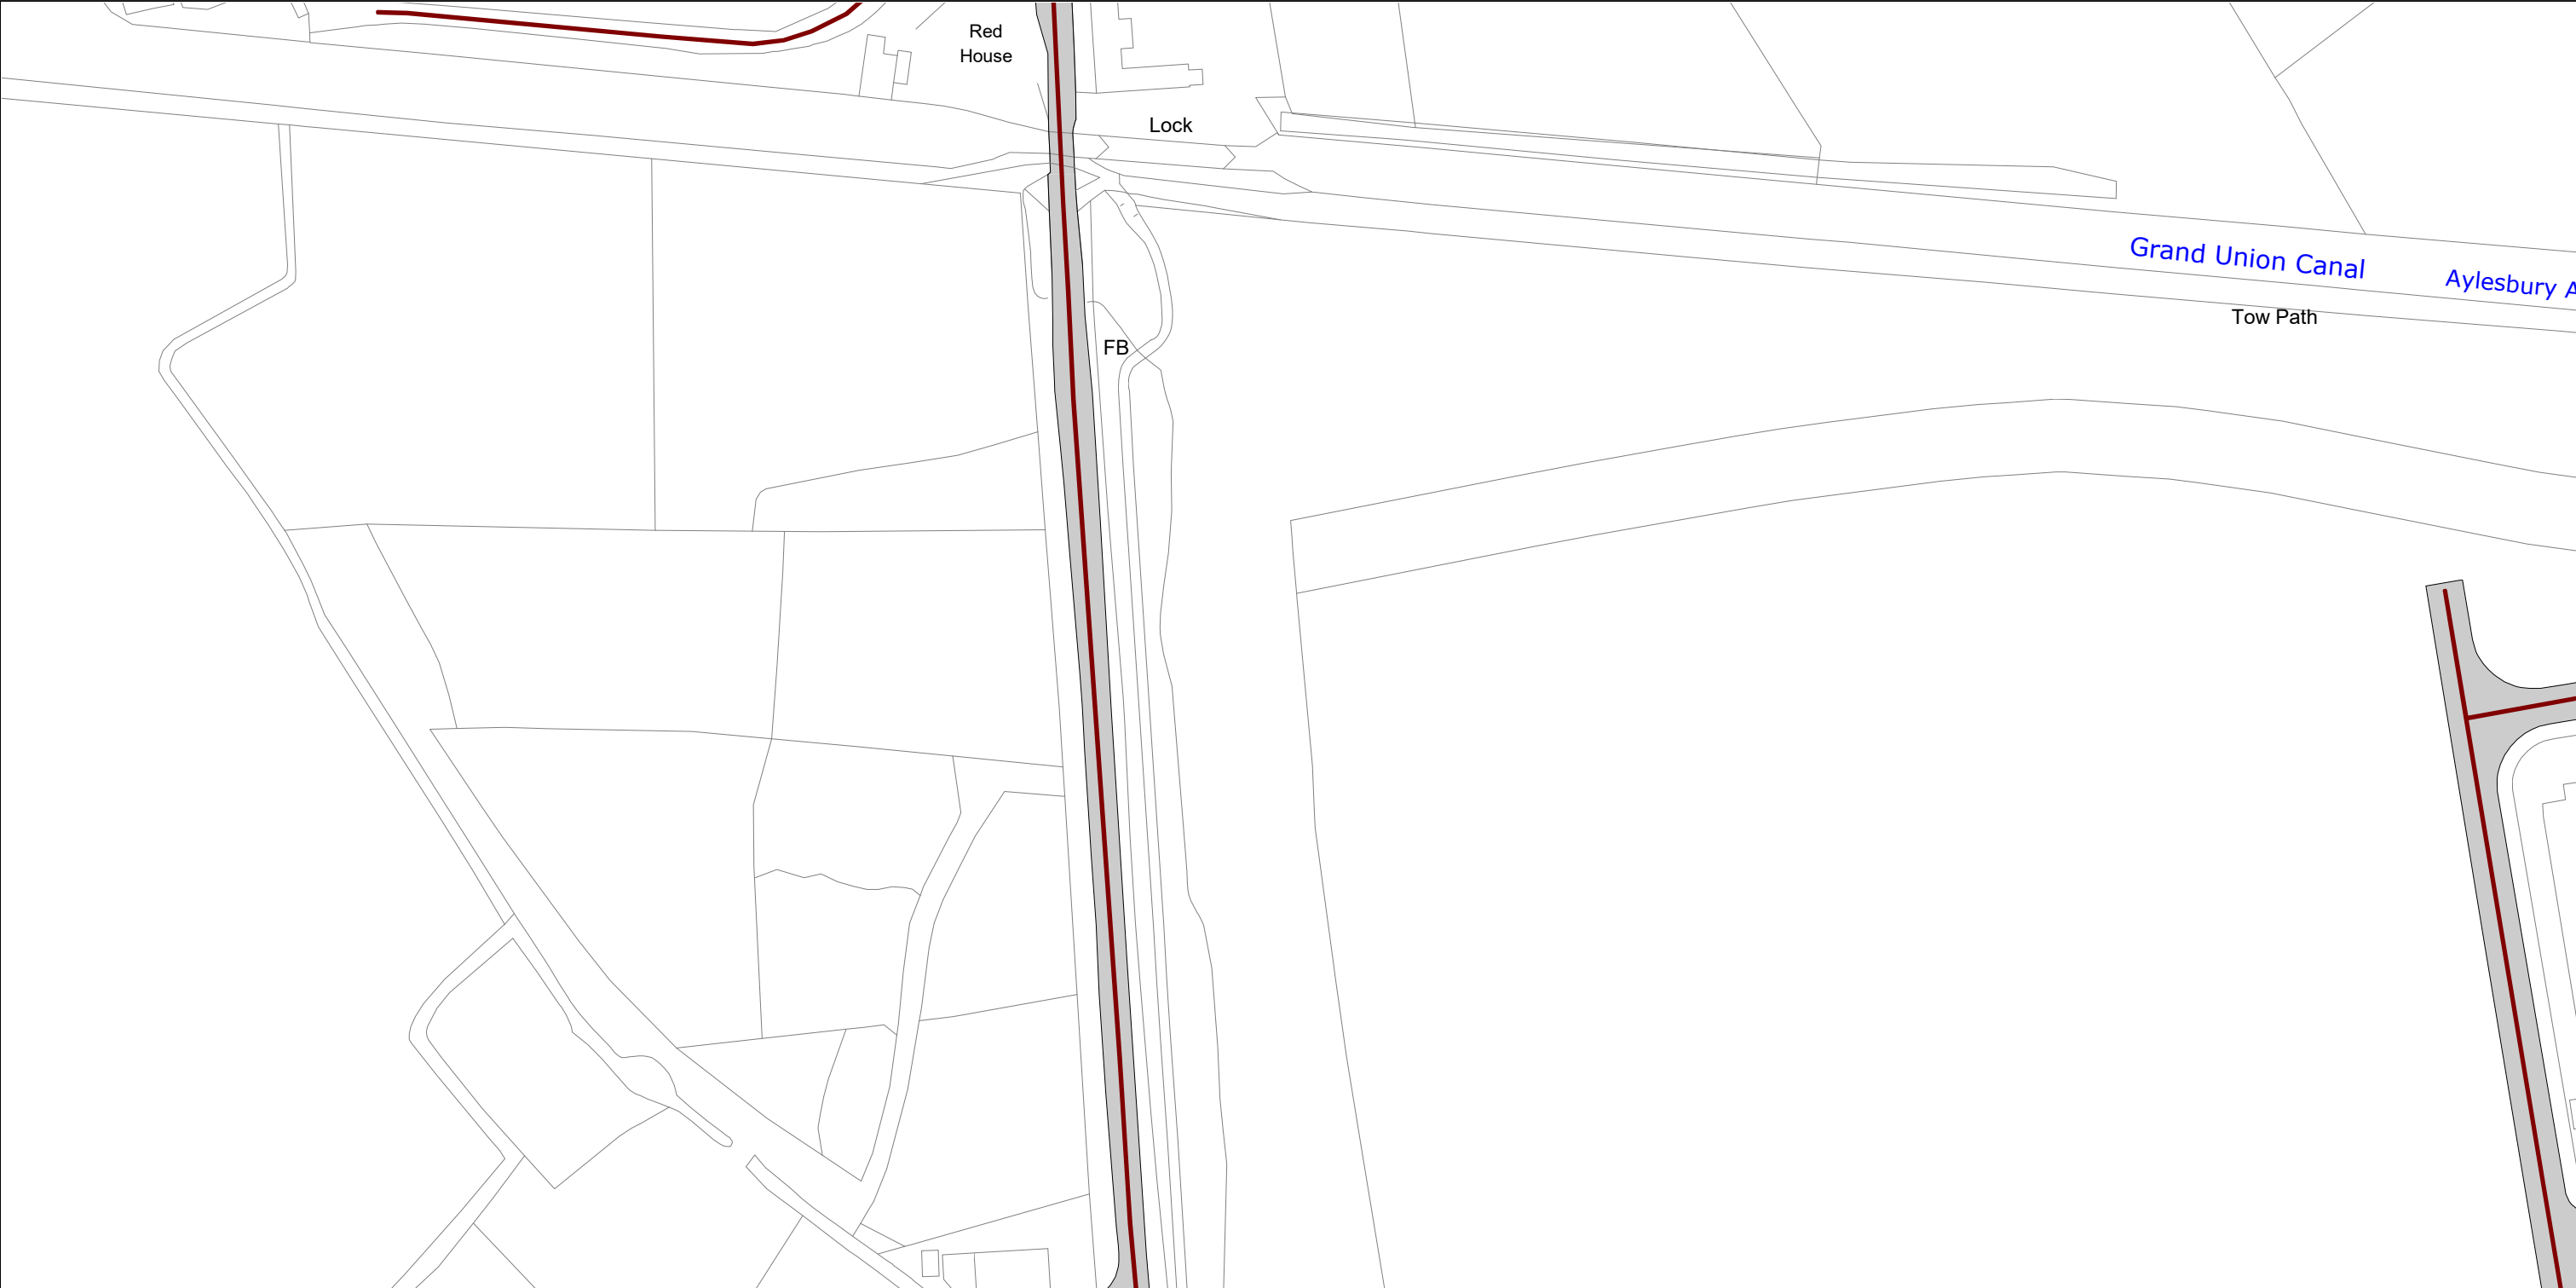 Red
House
Lock
Grand Union Canal
Aylesbury A
Tow Path
FB